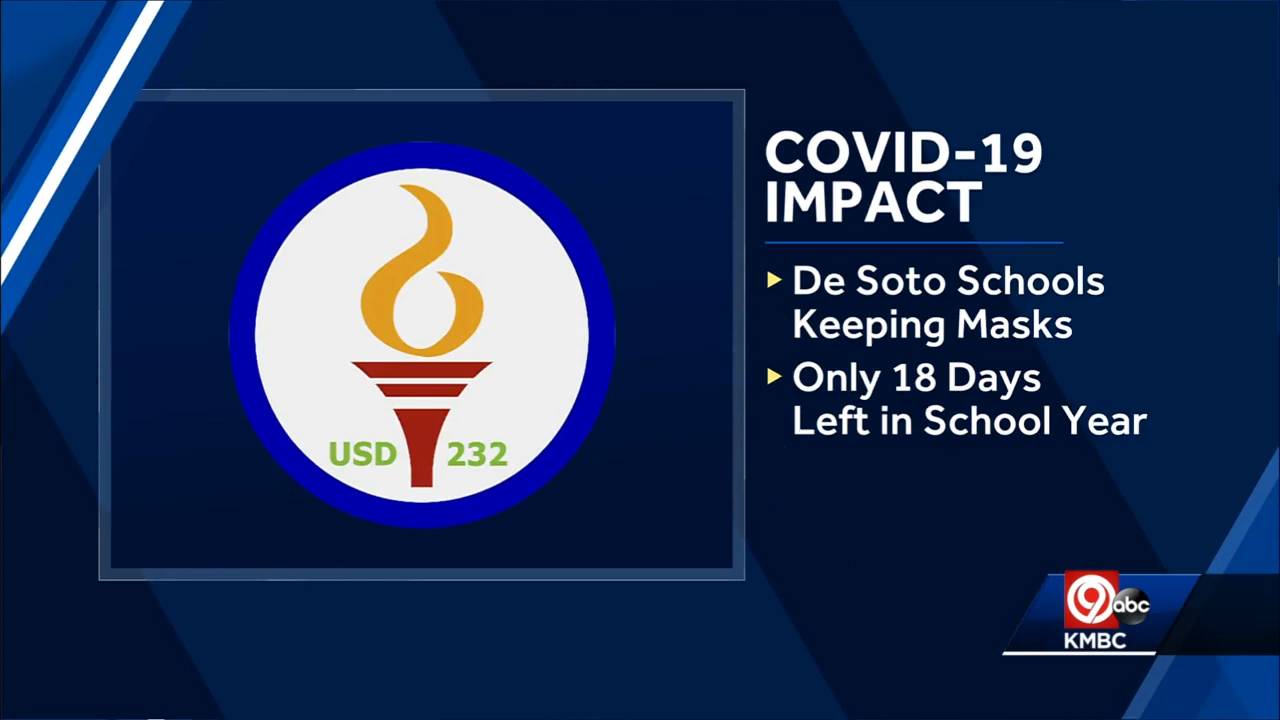 COVID-19
IMPACT
De Soto Schools
Keeping Masks
Only 18 Days
Left in School Year
USD 232
9 abc
KMBC